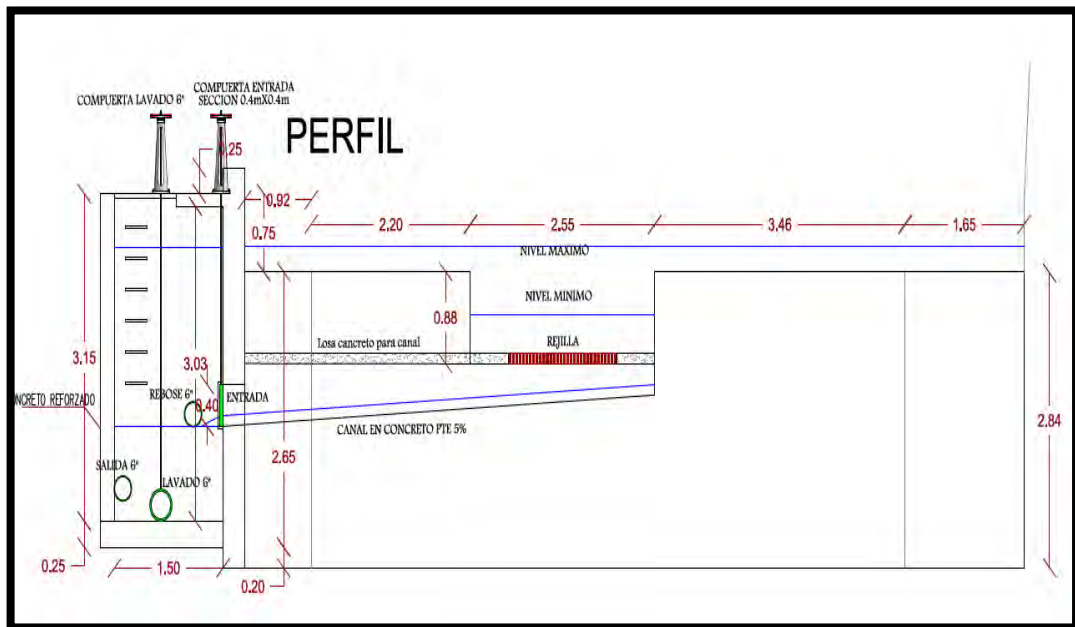 COMPUERTA LAVADO 6"
COMPUERTA ENTRADA
SECCION 0.4mX0.4m
PERFIL
0.25
0.92
0.75
2.20
2.55
3.46
1.65
NIVEL MAXIMO
NIVEL MINIMO
0.88
Losa cancreto para canal
REJILLA
3.15
3.03
REBOSE 6"
0.40
ENTRADA
NCRETO REFORZADO
CANAL EN CONCRETO PTE 5%
2.84
2.65
SALIDA 6"
LAVADO 6"
0.25
1.50
0.20